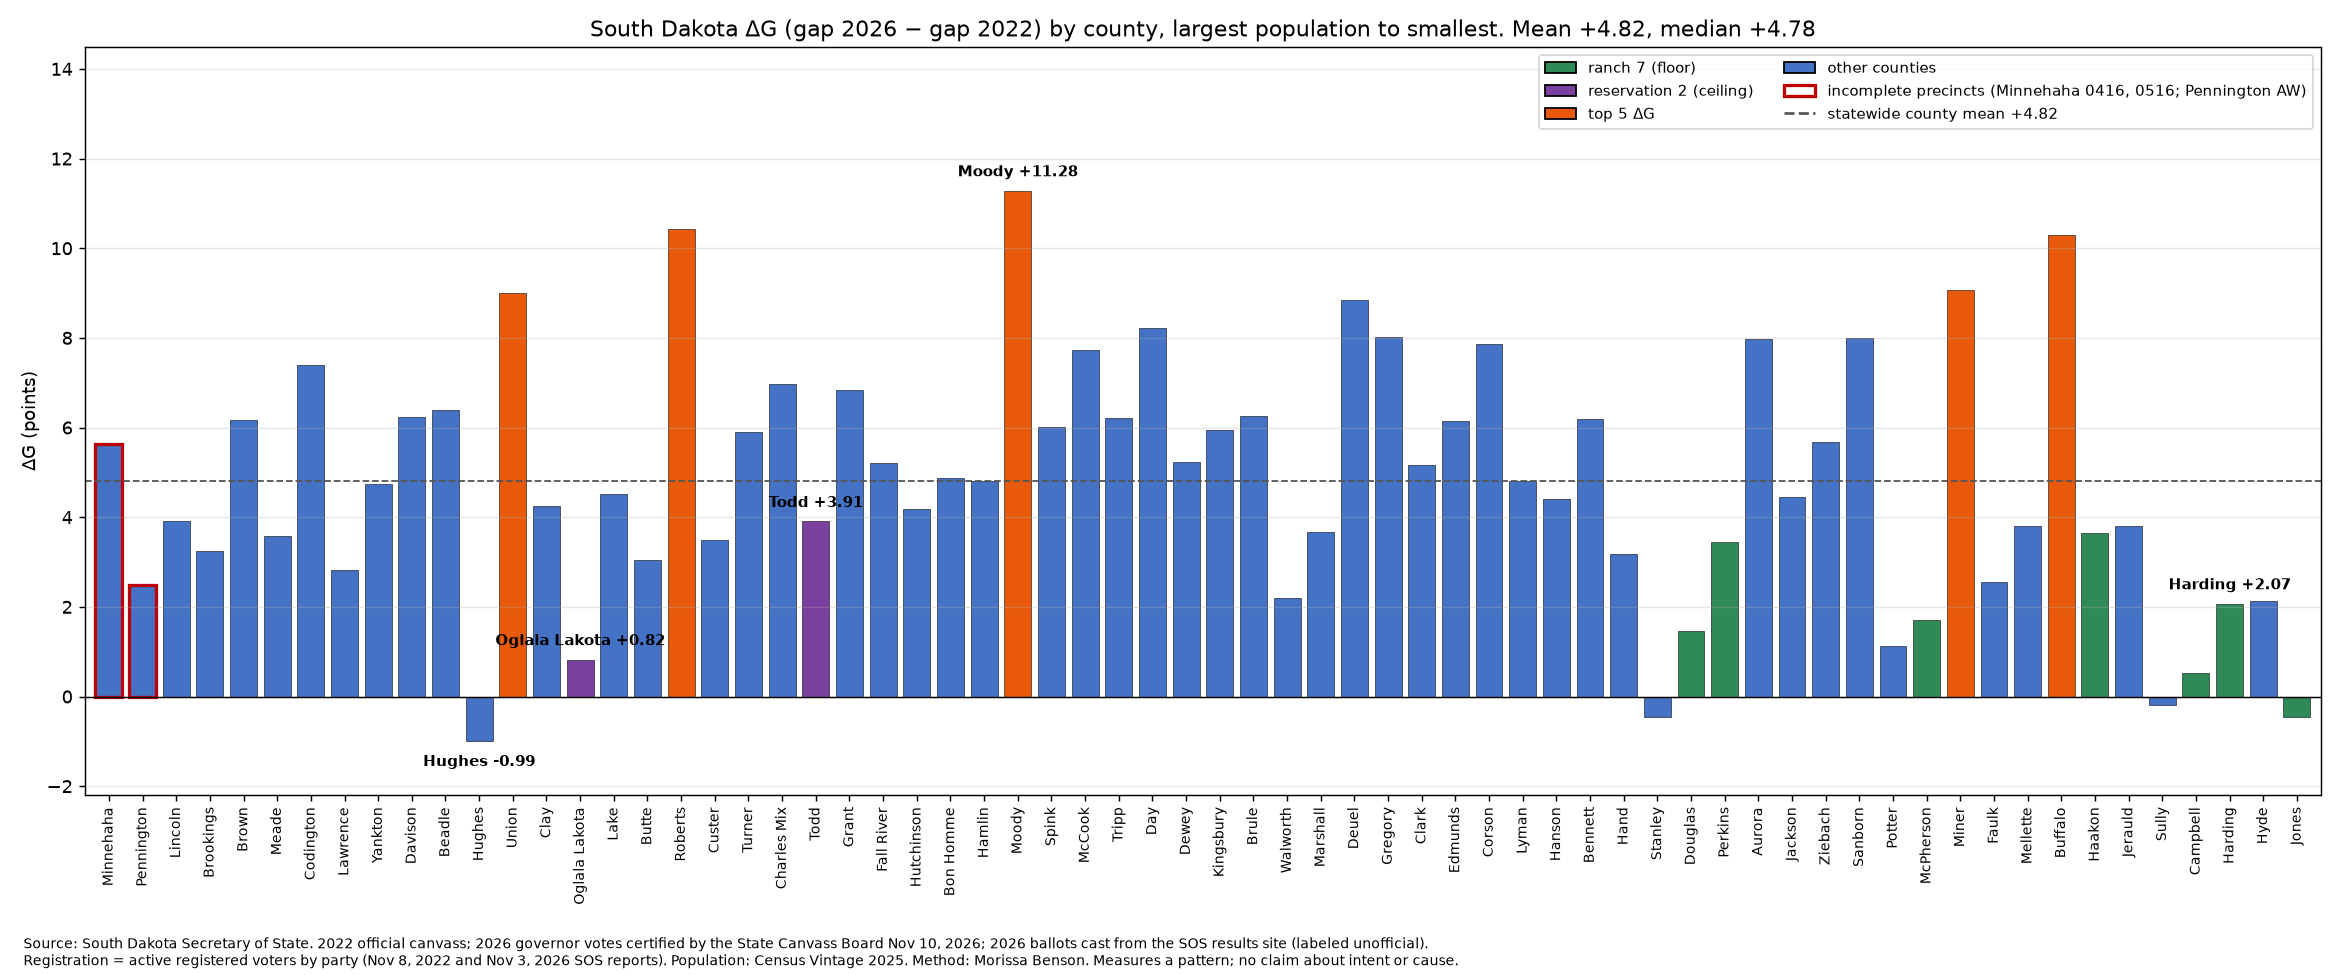 South Dakota ΔG (gap 2026 − gap 2022) by county, largest population to smallest. Mean +4.82, median +4.78
ranch 7 (floor)
reservation 2 (ceiling)
top 5 ΔG
other counties
incomplete precincts (Minnehaha 0416, 0516; Pennington AW)
statewide county mean +4.82
ΔG (points)
14
12
10
8
6
4
2
0
−2
Moody +11.28
Todd +3.91
Oglala Lakota +0.82
Harding +2.07
Hughes -0.99
Minnehaha
Pennington
Lincoln
Brookings
Brown
Meade
Codington
Lawrence
Yankton
Davison
Beadle
Hughes
Union
Clay
Oglala Lakota
Lake
Butte
Roberts
Custer
Turner
Charles Mix
Todd
Grant
Fall River
Hutchinson
Bon Homme
Hamlin
Moody
Spink
McCook
Tripp
Day
Dewey
Kingsbury
Brule
Walworth
Marshall
Deuel
Gregory
Clark
Edmunds
Corson
Lyman
Hanson
Bennett
Hand
Stanley
Douglas
Perkins
Aurora
Jackson
Ziebach
Sanborn
Potter
McPherson
Miner
Faulk
Mellette
Buffalo
Haakon
Jerauld
Sully
Campbell
Harding
Hyde
Jones
Source: South Dakota Secretary of State. 2022 official canvass; 2026 governor votes certified by the State Canvass Board Nov 10, 2026; 2026 ballots cast from the SOS results site (labeled unofficial).
Registration = active registered voters by party (Nov 8, 2022 and Nov 3, 2026 SOS reports). Population: Census Vintage 2025. Method: Morissa Benson. Measures a pattern; no claim about intent or cause.